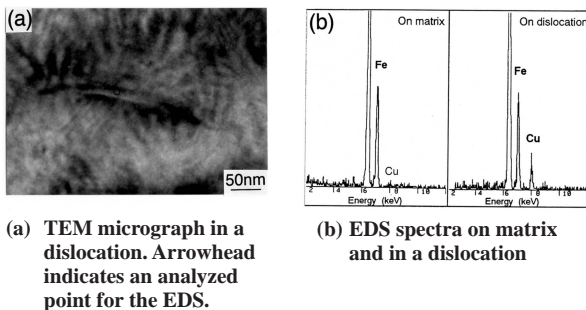 (a)
50nm
(a) TEM micrograph in a
dislocation. Arrowhead
indicates an analyzed
point for the EDS.
(b)
On matrix
On dislocation
Fe
Fe
Cu
Cu
Energy (keV)
Energy (keV)
(b) EDS spectra on matrix
and in a dislocation